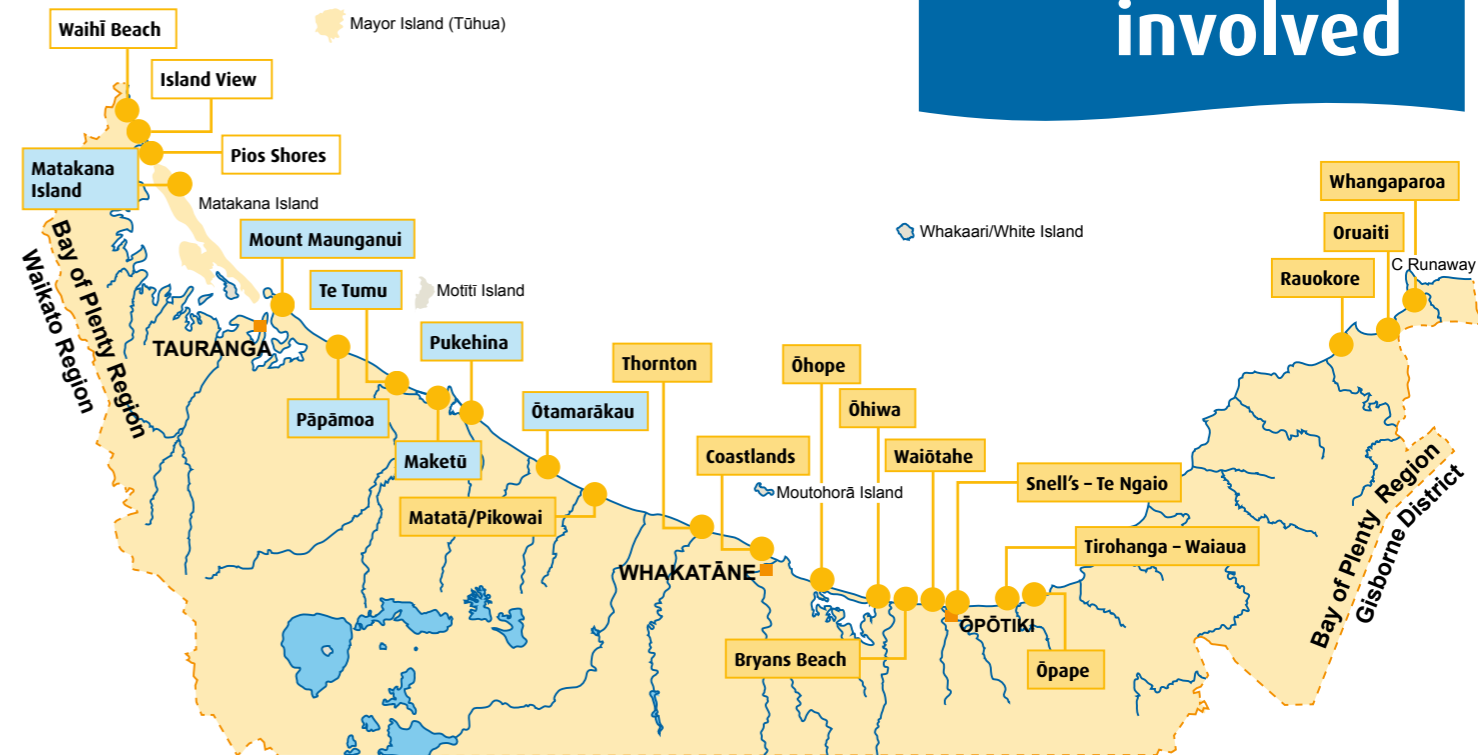 involved
Waihī Beach
Mayor Island (Tūhua)
Island View
Pios Shores
Matakana
Island
Matakana Island
Bay of Plenty Region
Waikato Region
Mount Maunganui
Te Tumu
Motītī Island
Pukehina
TAURANGA
Pāpāmoa
Maketū
Ōtamarākau
Matatā/Pikowai
Thornton
Coastlands
WHAKATĀNE
Moutohorā Island
Ōhope
Ōhiwa
Waiōtahe
Bryans Beach
Snell's – Te Ngaio
ŌPŌTIKI
Tirohanga – Waiaua
Ōpape
Whakaari/White Island
Whangaparoa
Oruaiti
C Runaway
Rauokore
Bay of Plenty Region
Gisborne District